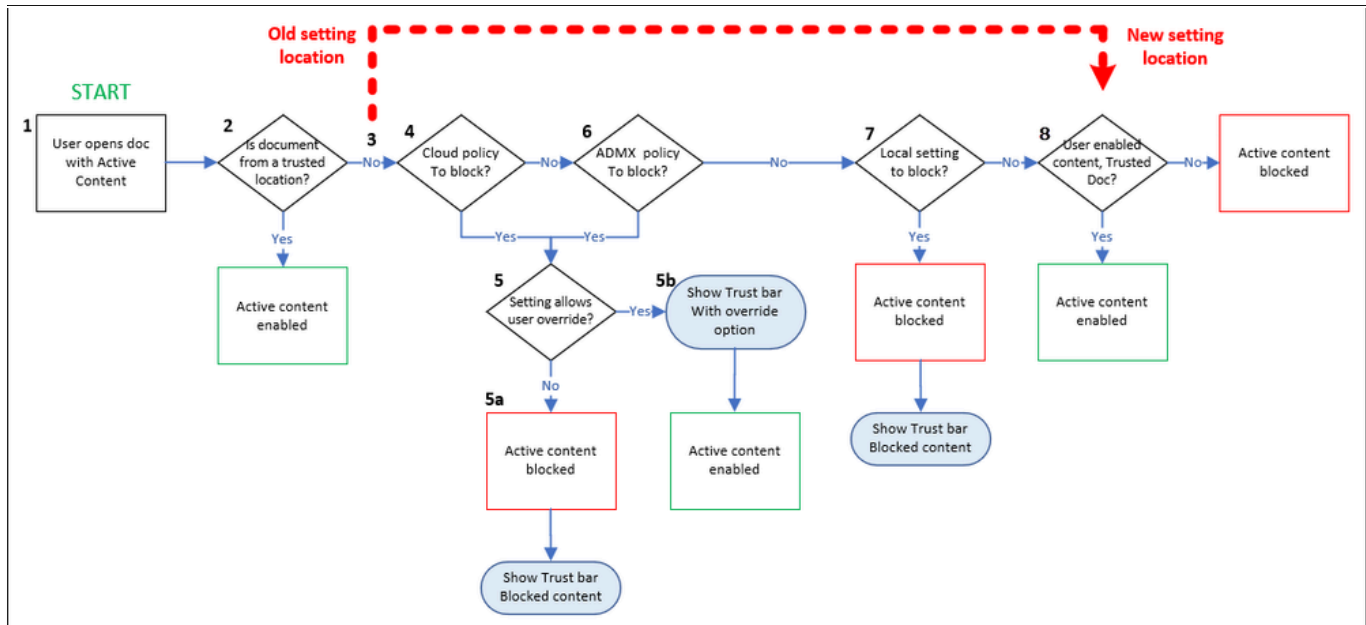 Old setting
location
New setting
location
START
1
User opens doc
with Active
Content
2
Is document
from a trusted
location?
3
No
4
Cloud policy
To block?
No
6
ADMX policy
To block?
No
7
Local setting
to block?
No
8
User enabled
content, Trusted
Doc?
No
Active content
blocked
Yes
Active content
enabled
Yes
Yes
5
Setting allows
user override?
Yes
5b
Show Trust bar
With override
option
Yes
Active content
blocked
Yes
Active content
enabled
No
5a
Active content
blocked
Active content
enabled
Show Trust bar
Blocked content
Show Trust bar
Blocked content